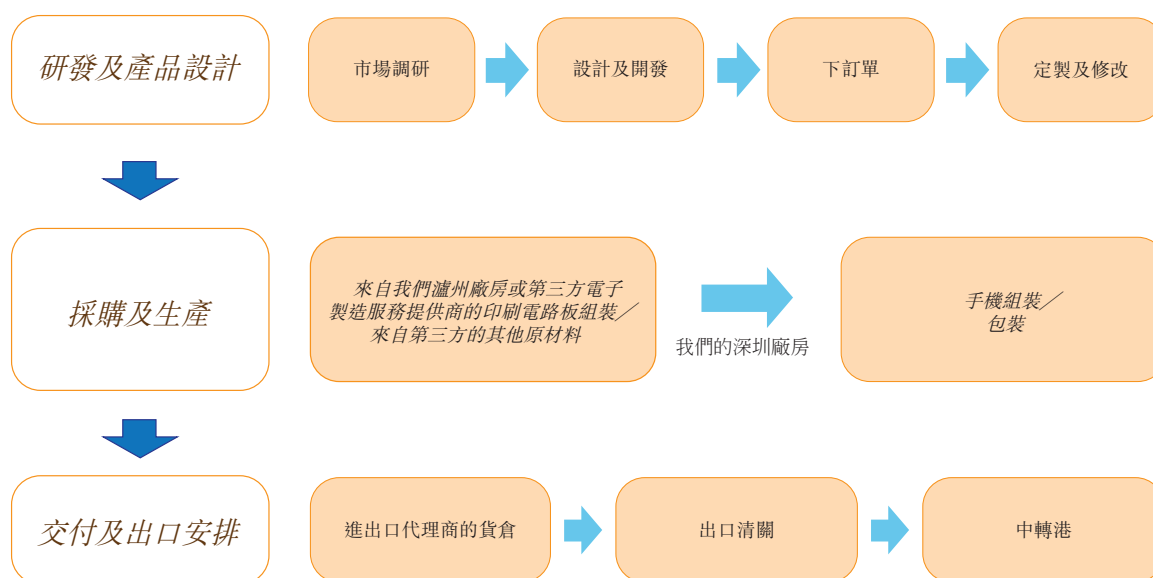 研發及產品設計
市場調研
設計及開發
下訂單
定製及修改
採購及生產
來自我們瀘州廠房或第三方電子
製造服務提供商的印刷電路板組裝／
來自第三方的其他原材料
我們的深圳廠房
手機組裝／
包裝
交付及出口安排
進出口代理商的貨倉
出口清關
中轉港